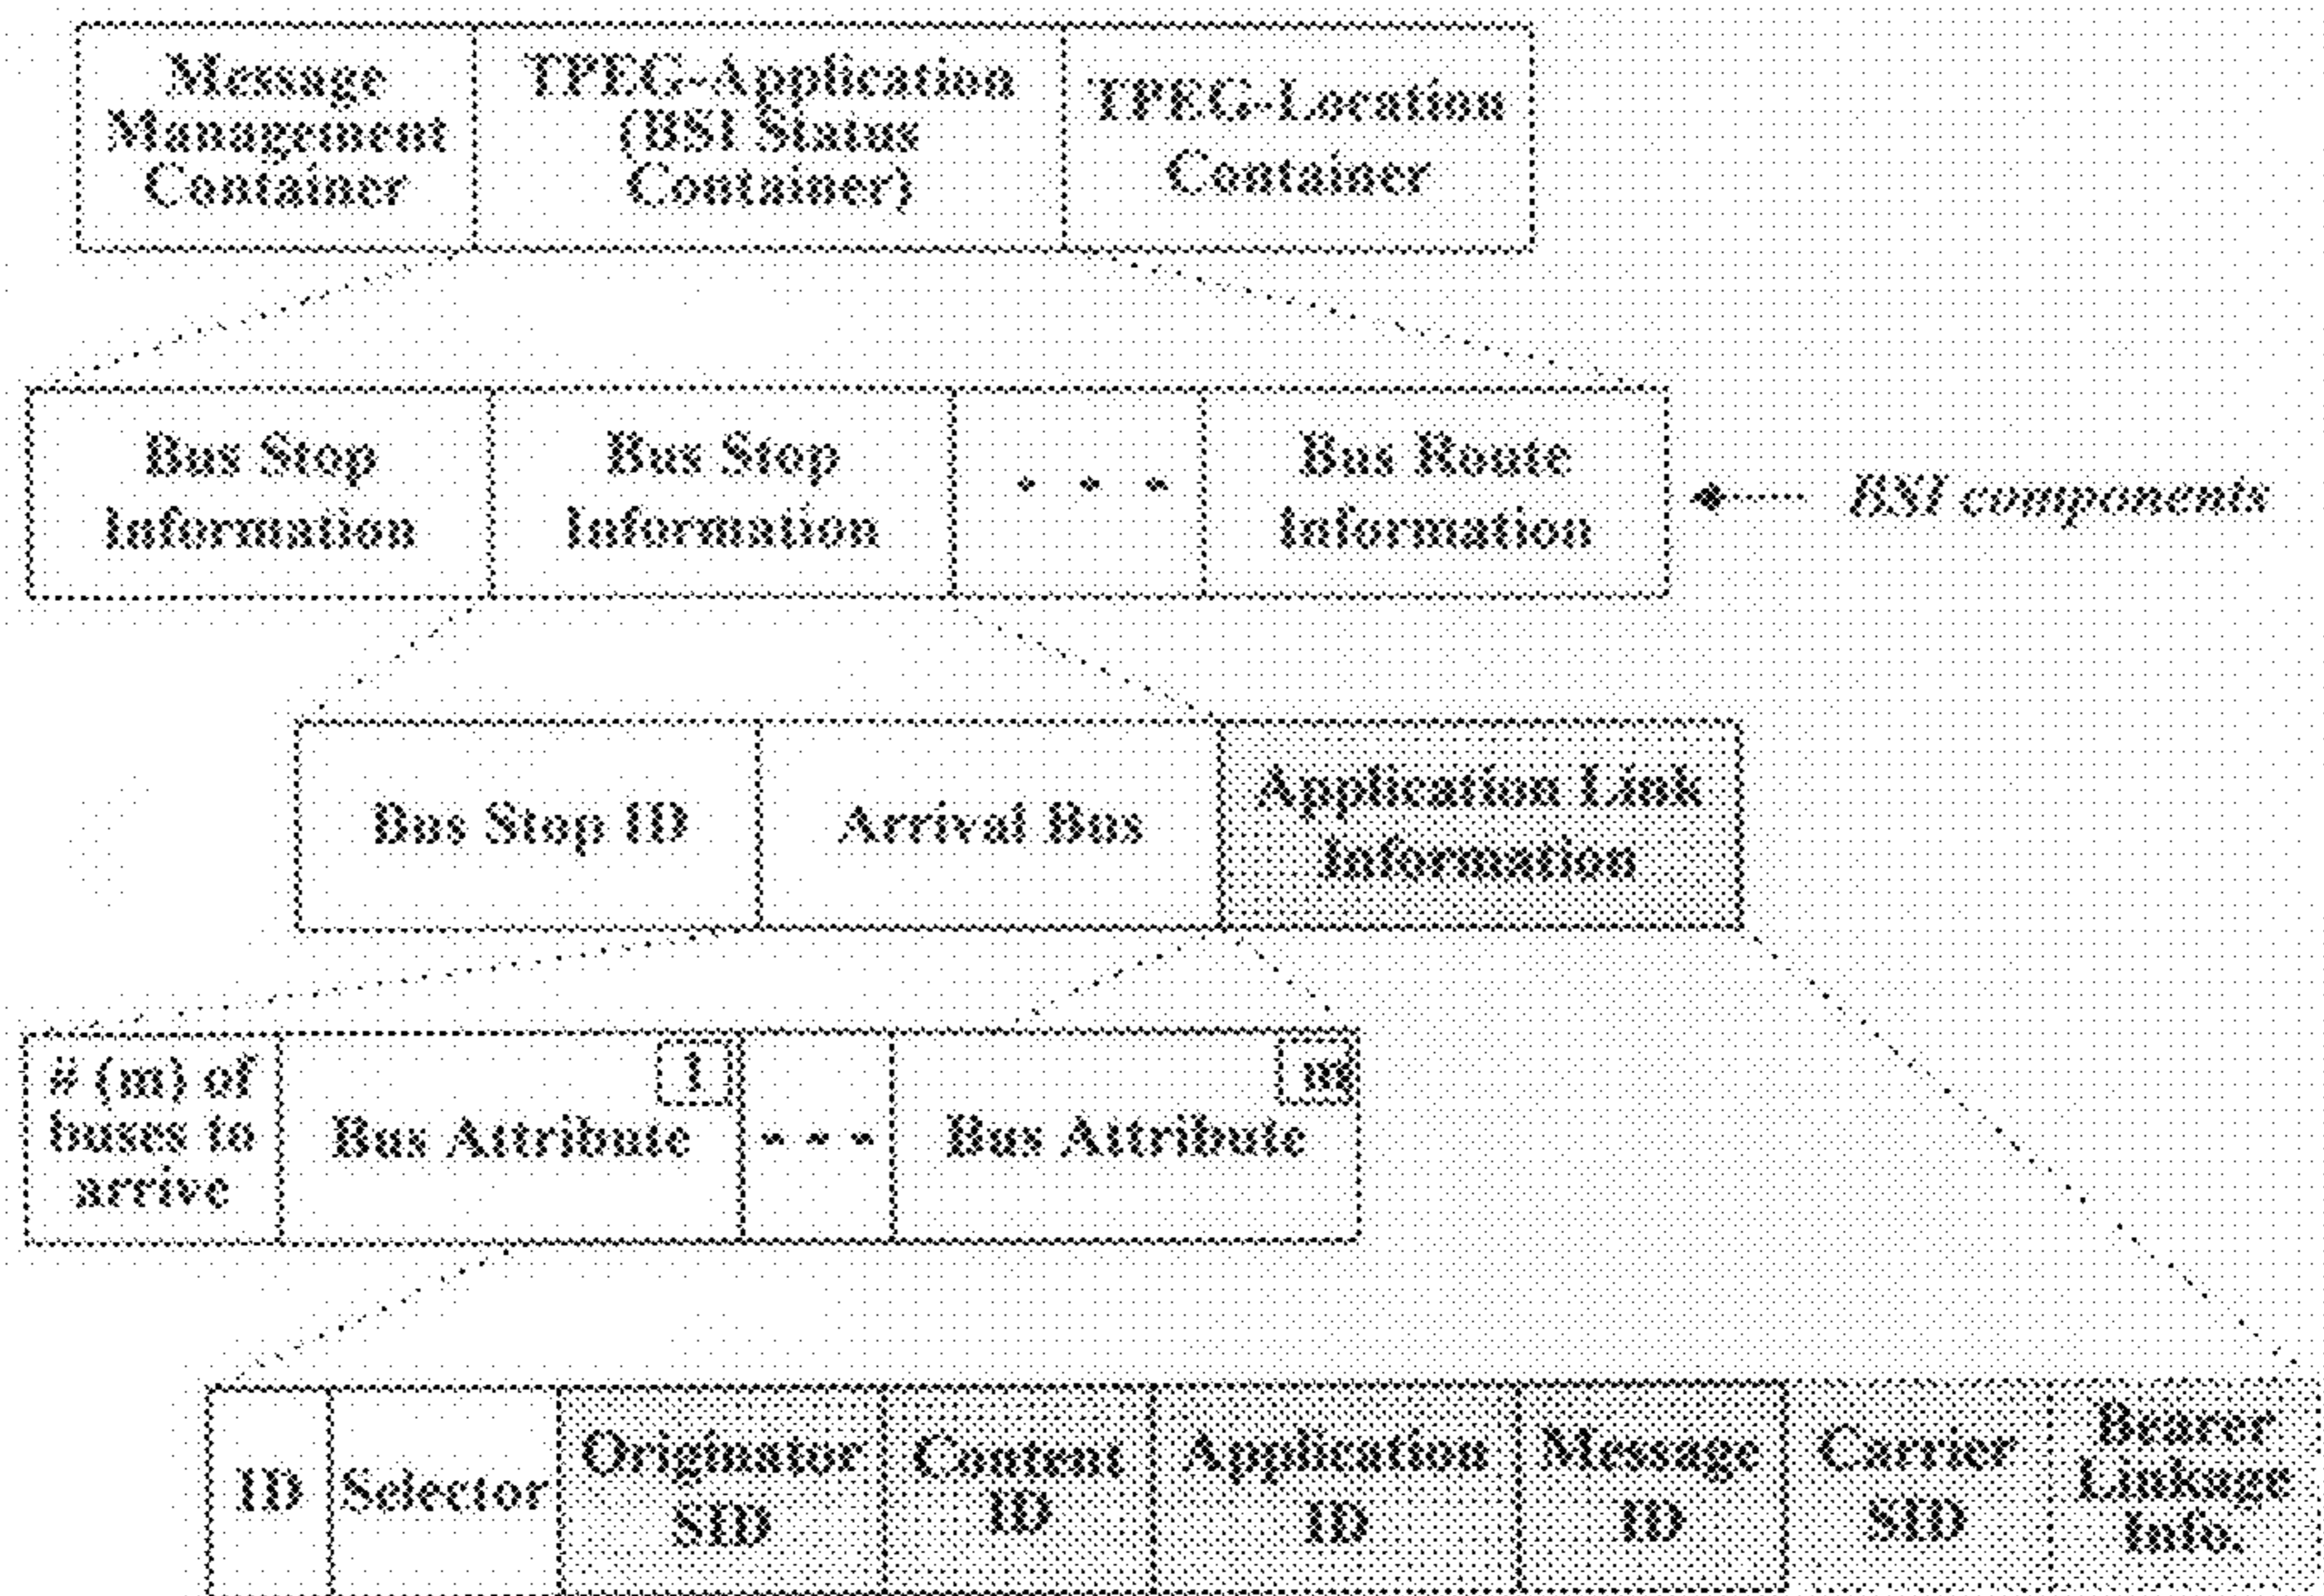 Message
Management
Container
TPEG-Application
(BSI Status
Container)
TPEG-Location
Container
Bus Stop
Information
Bus Stop
Information
• • •
Bus Route
Information
BSI components
Bus Stop ID
Arrival Bus
Application Link
Information
# (m) of
buses to
arrive
1
Bus Attribute
- - -
m
Bus Attribute
ID
Selector
Originator
SID
Content
ID
Application
ID
Message
ID
Carrier
SID
Bearer
Linkage
Info.